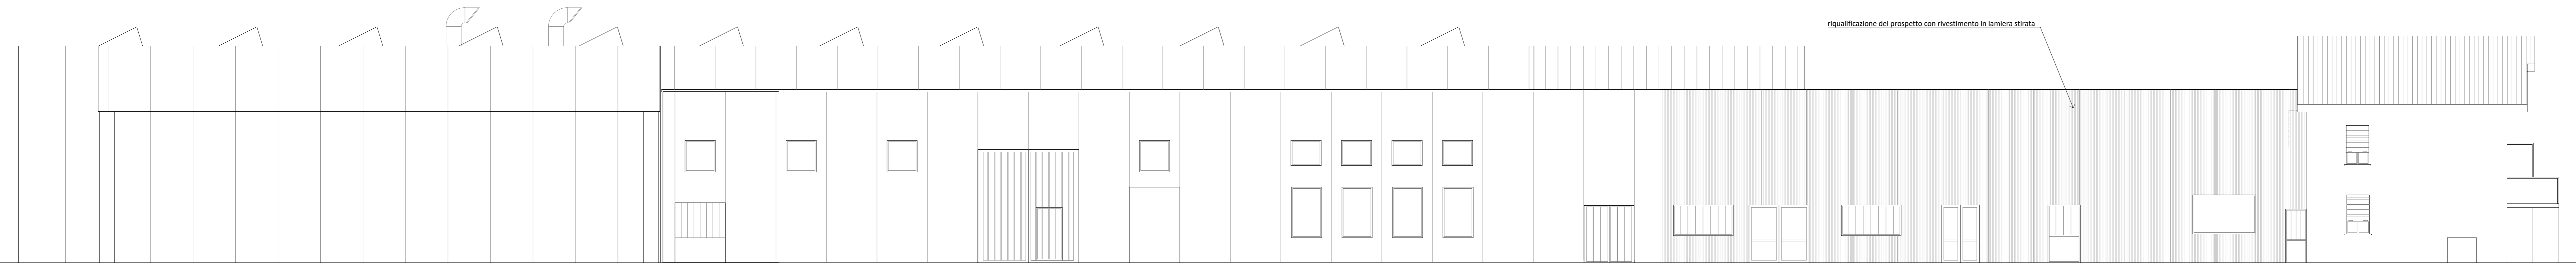 riqualificazione del prospetto con rivestimento in lamiera stirata